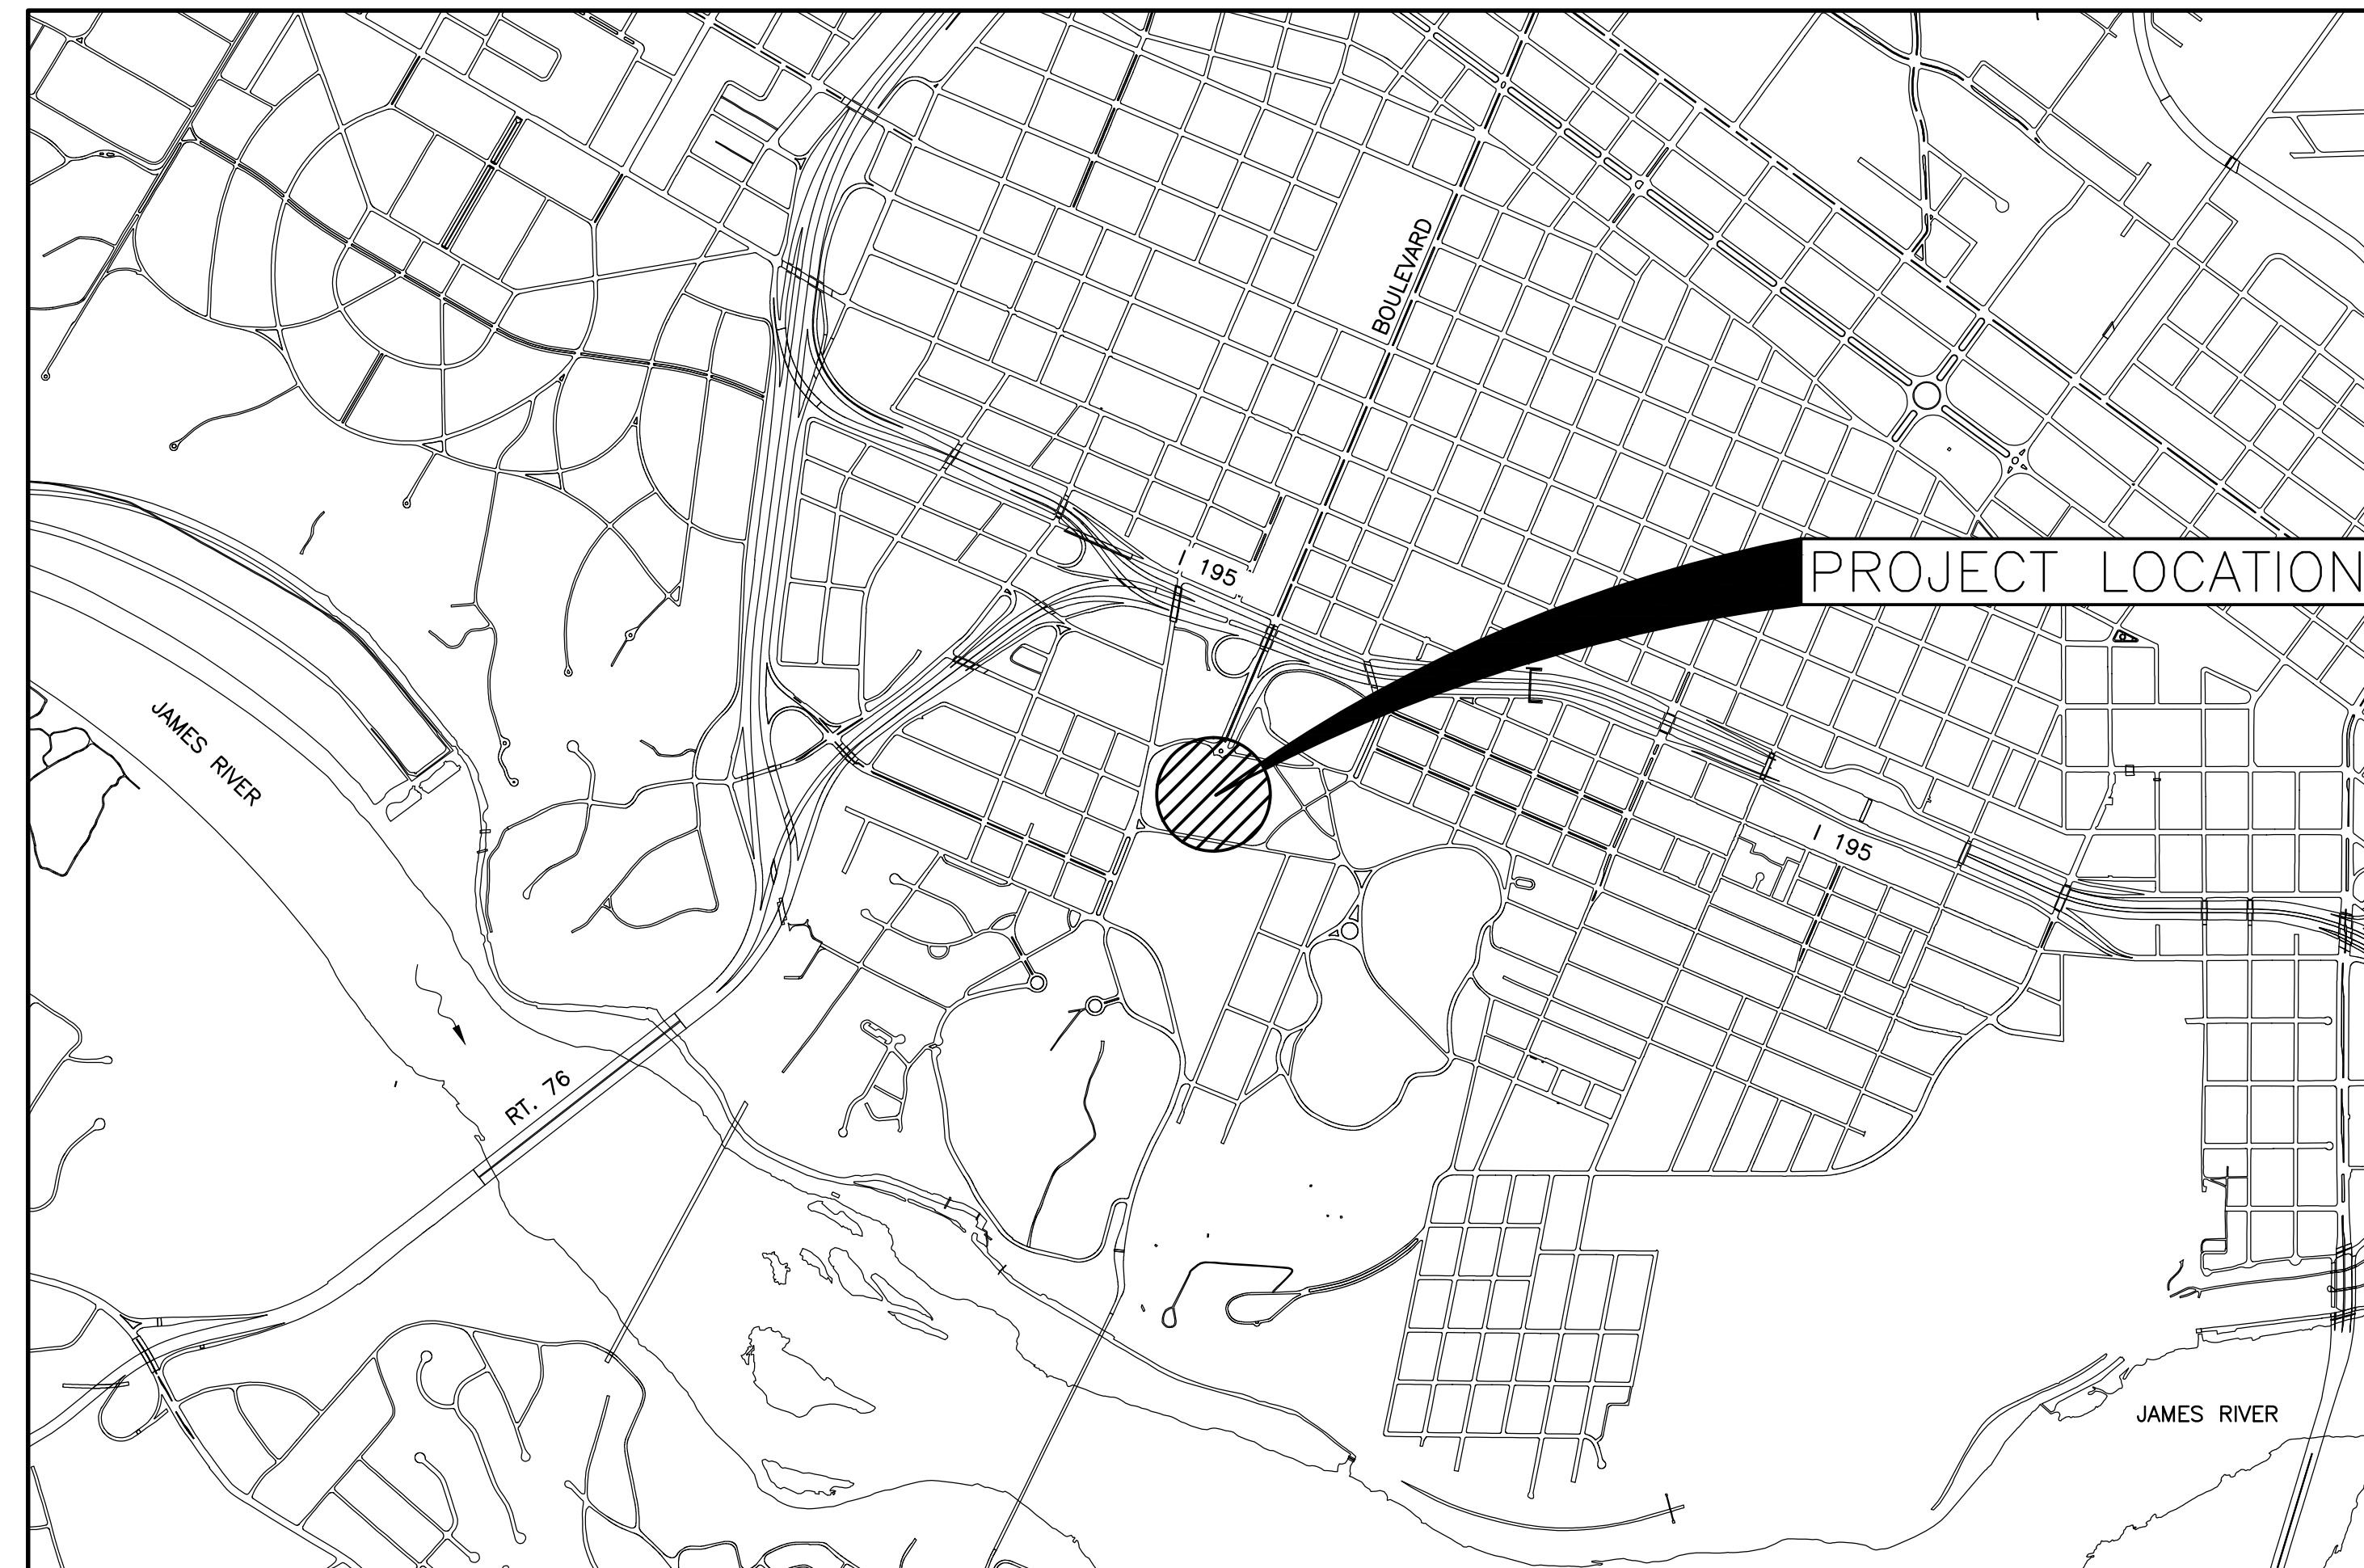 BOULEVARD
I 195
PROJECT LOCATION
JAMES RIVER
I 195
RT. 76
JAMES RIVER